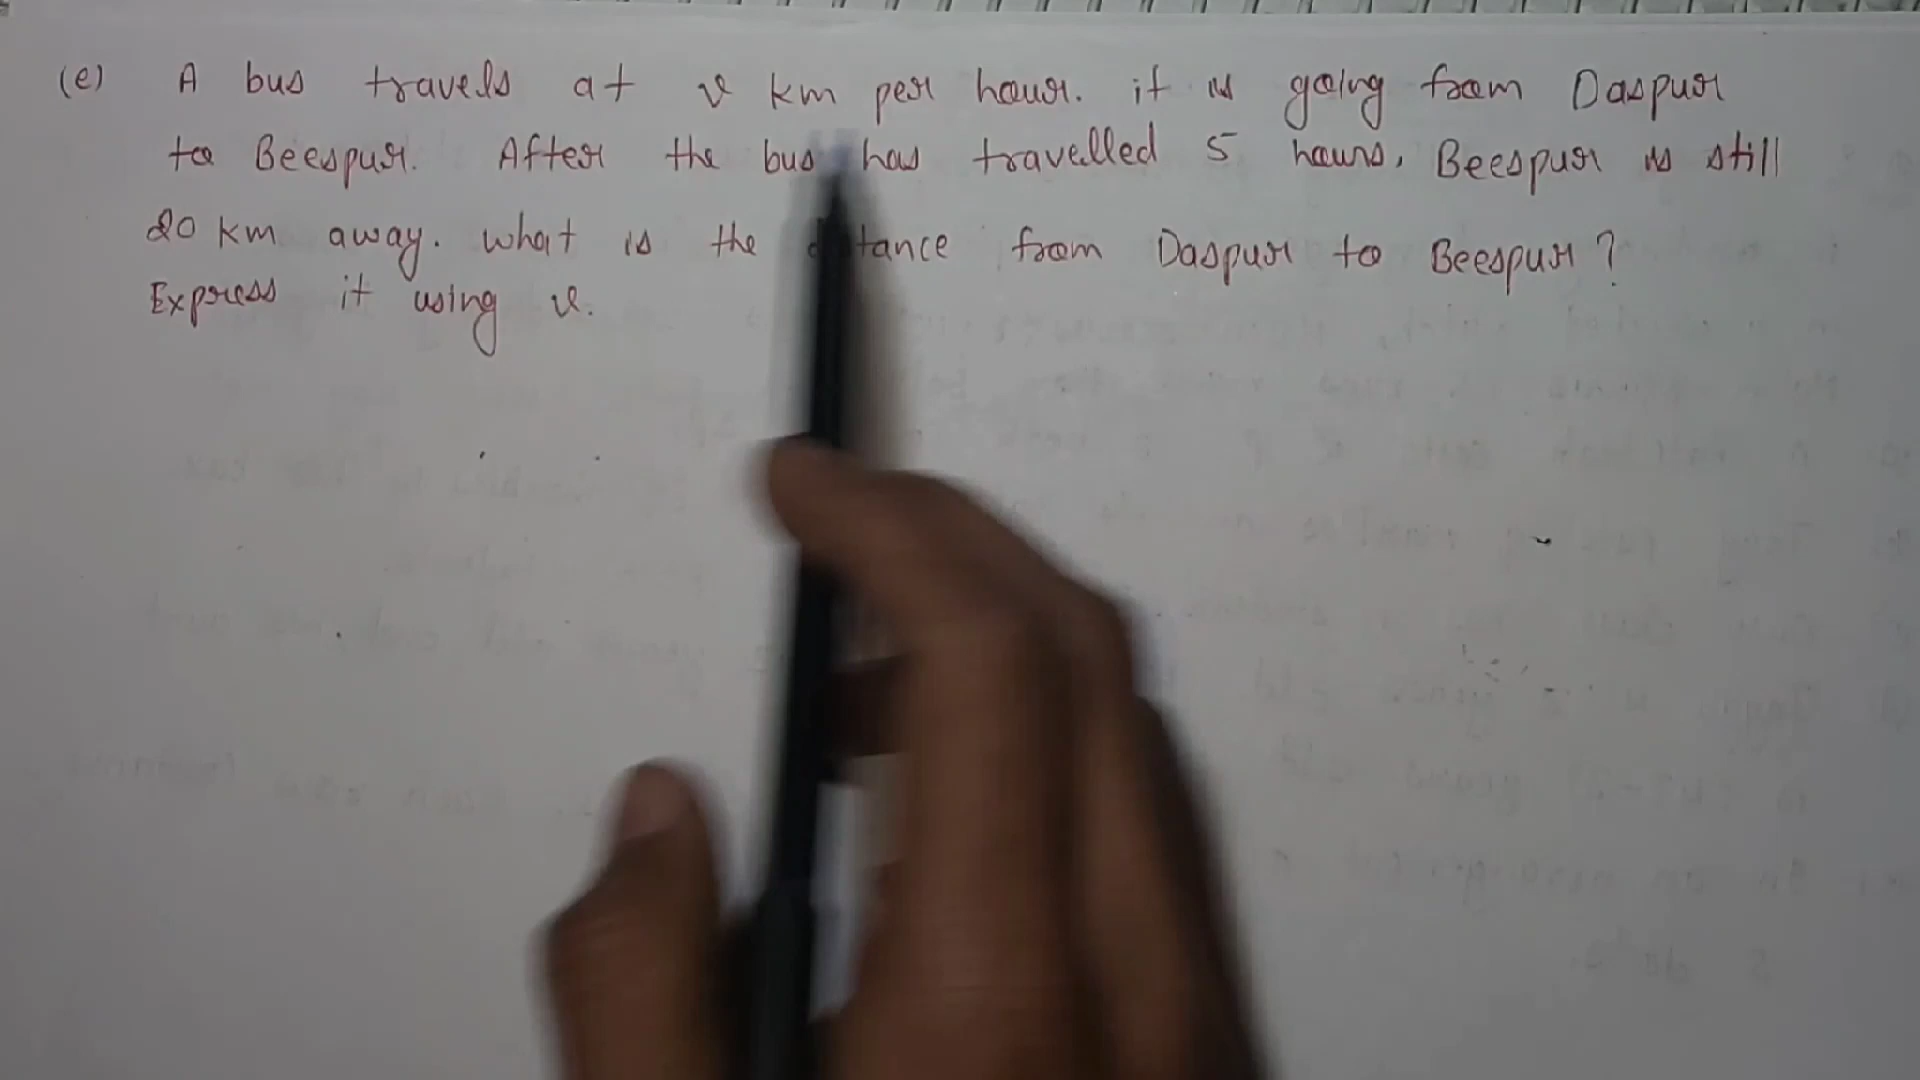 (e) A bus travels at v km per hour. it is going from Daspur
to Beespur. After the bus has travelled 5 hours, Beespur is still
20 km away. what is the from Daspur to Beespur?
Express it using v.